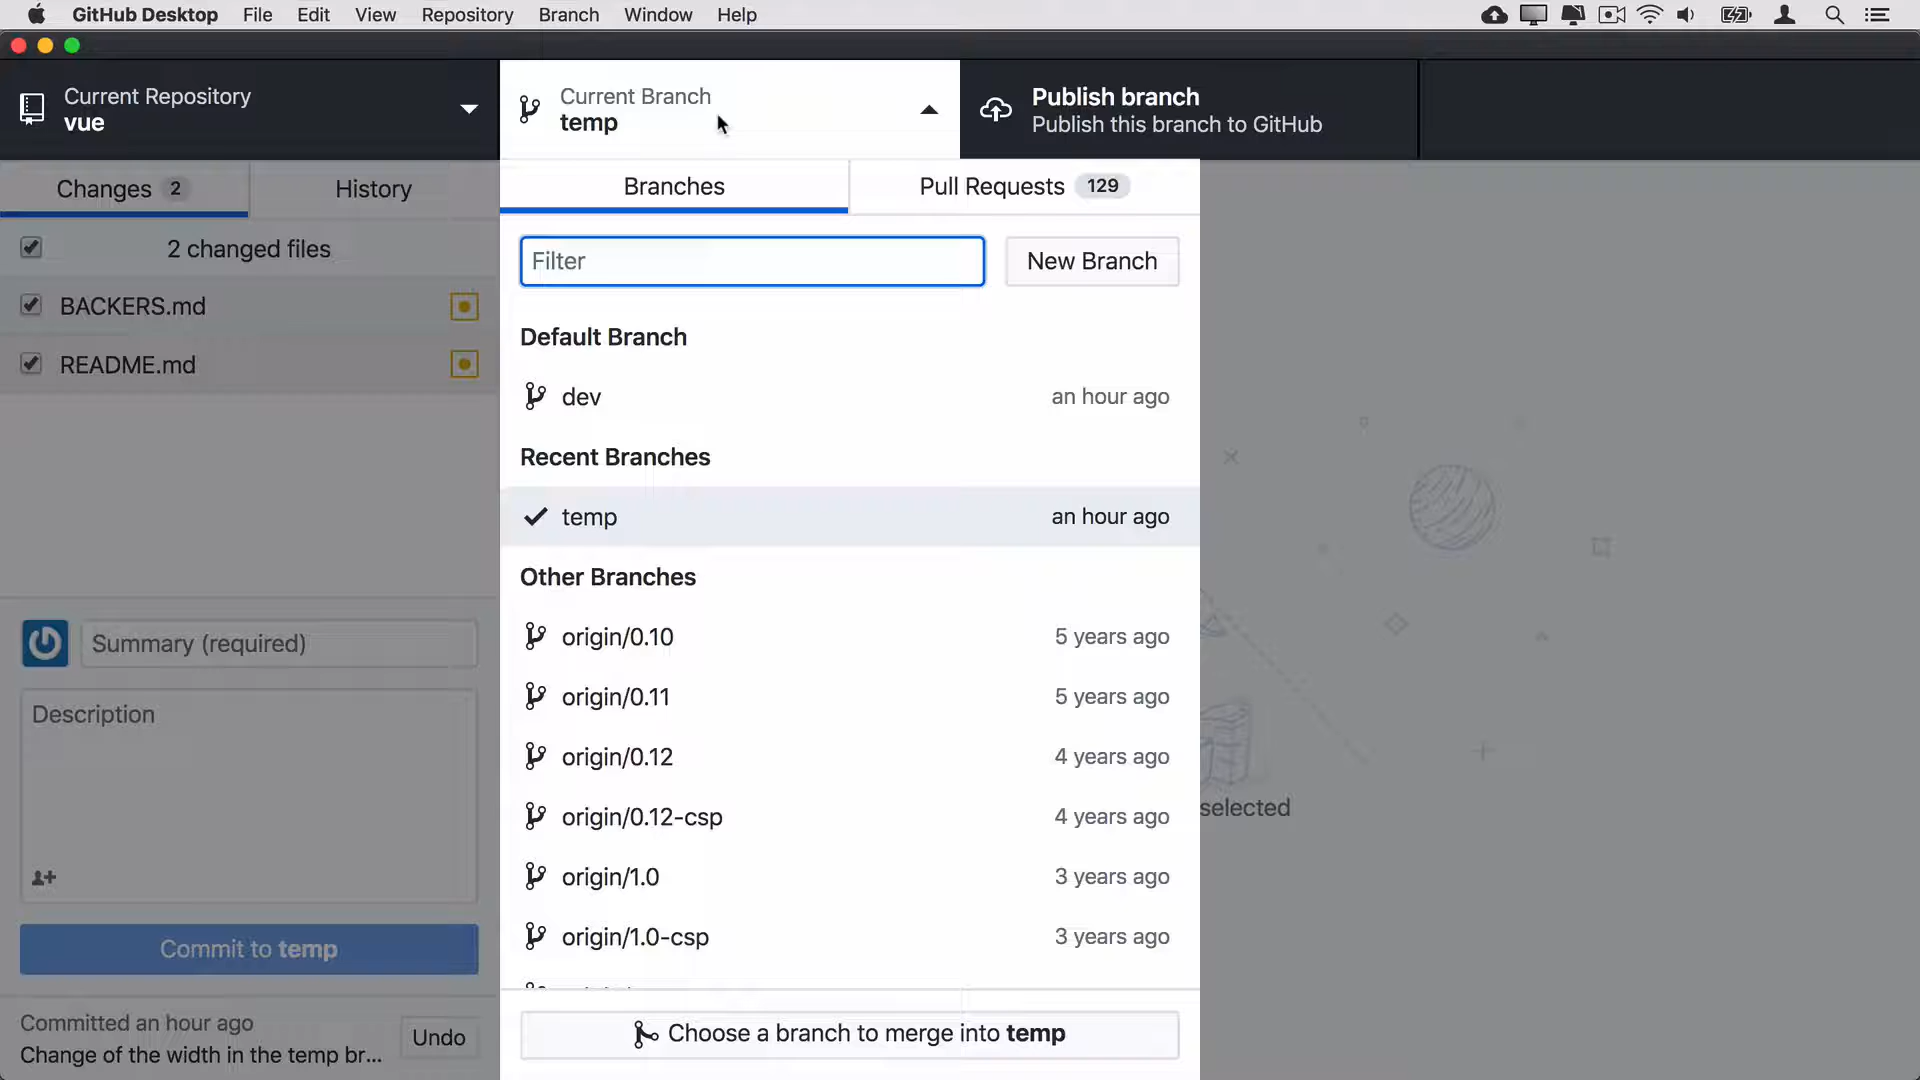 GitHub Desktop File Edit View Repository Branch Window Help
Current Repository
vue
Current Branch
temp
Publish branch
Publish this branch to GitHub
Changes 2
History
Branches
Pull Requests 129
2 changed files
BACKERS.md
README.md
Filter
New Branch
Default Branch
dev an hour ago
Recent Branches
temp an hour ago
Other Branches
origin/0.10 5 years ago
origin/0.11 5 years ago
origin/0.12 4 years ago
origin/0.12-csp 4 years ago
origin/1.0 3 years ago
origin/1.0-csp 3 years ago
Choose a branch to merge into temp
Summary (required)
Description
Commit to temp
Committed an hour ago
Change of the width in the temp br...
Undo
selected